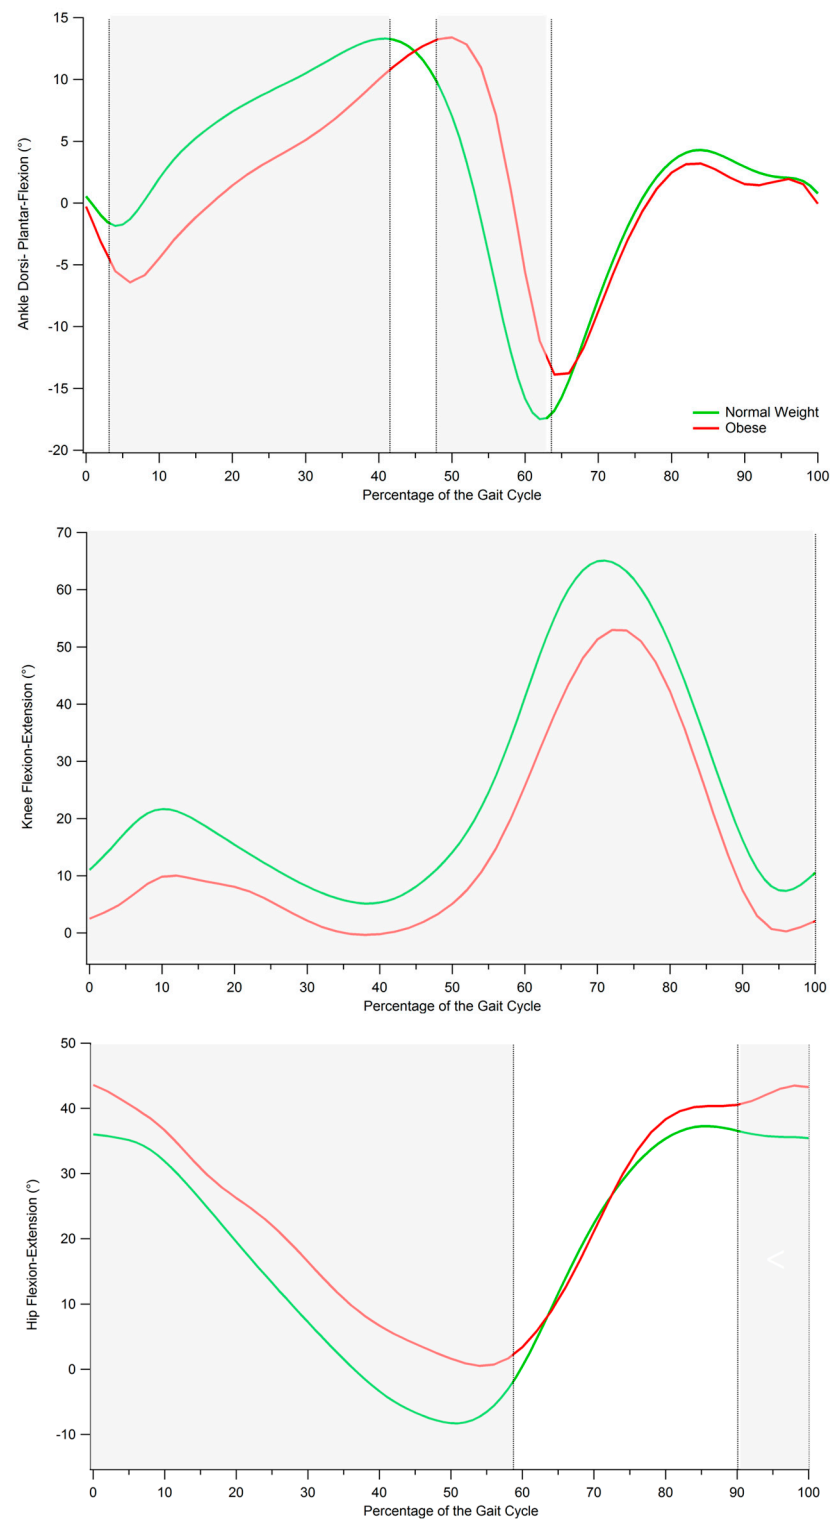 15
10
5
0
-5
-10
-15
-20
Ankle Dorsi- Plantar-Flexion (°)
Normal Weight
Obese
0 10 20 30 40 50 60 70 80 90 100
Percentage of the Gait Cycle
70
60
50
40
30
20
10
0
Knee Flexion-Extension (°)
0 10 20 30 40 50 60 70 80 90 100
Percentage of the Gait Cycle
50
40
30
20
10
0
-10
Hip Flexion-Extension (°)
<
0 10 20 30 40 50 60 70 80 90 100
Percentage of the Gait Cycle